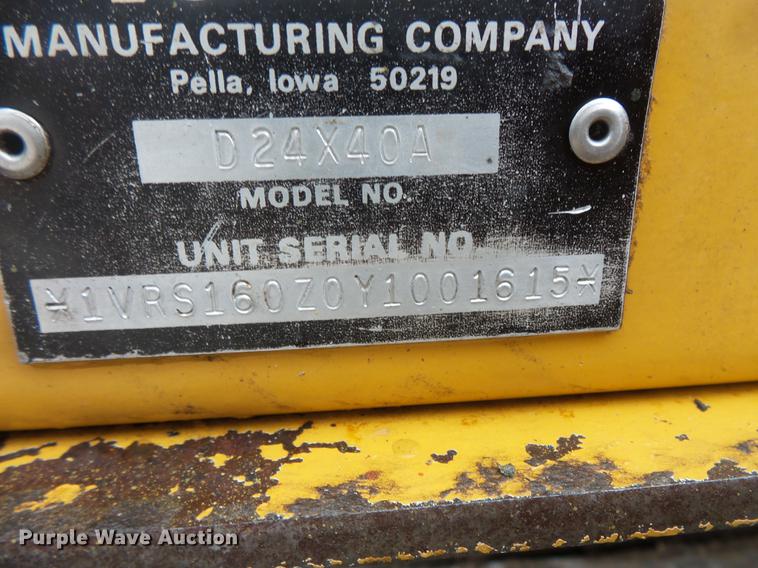 MANUFACTURING COMPANY
Pella, Iowa 50219
D24X40A
MODEL NO.
UNIT SERIAL NO.
*1VRS160Z0Y1001615*
Purple Wave Auction